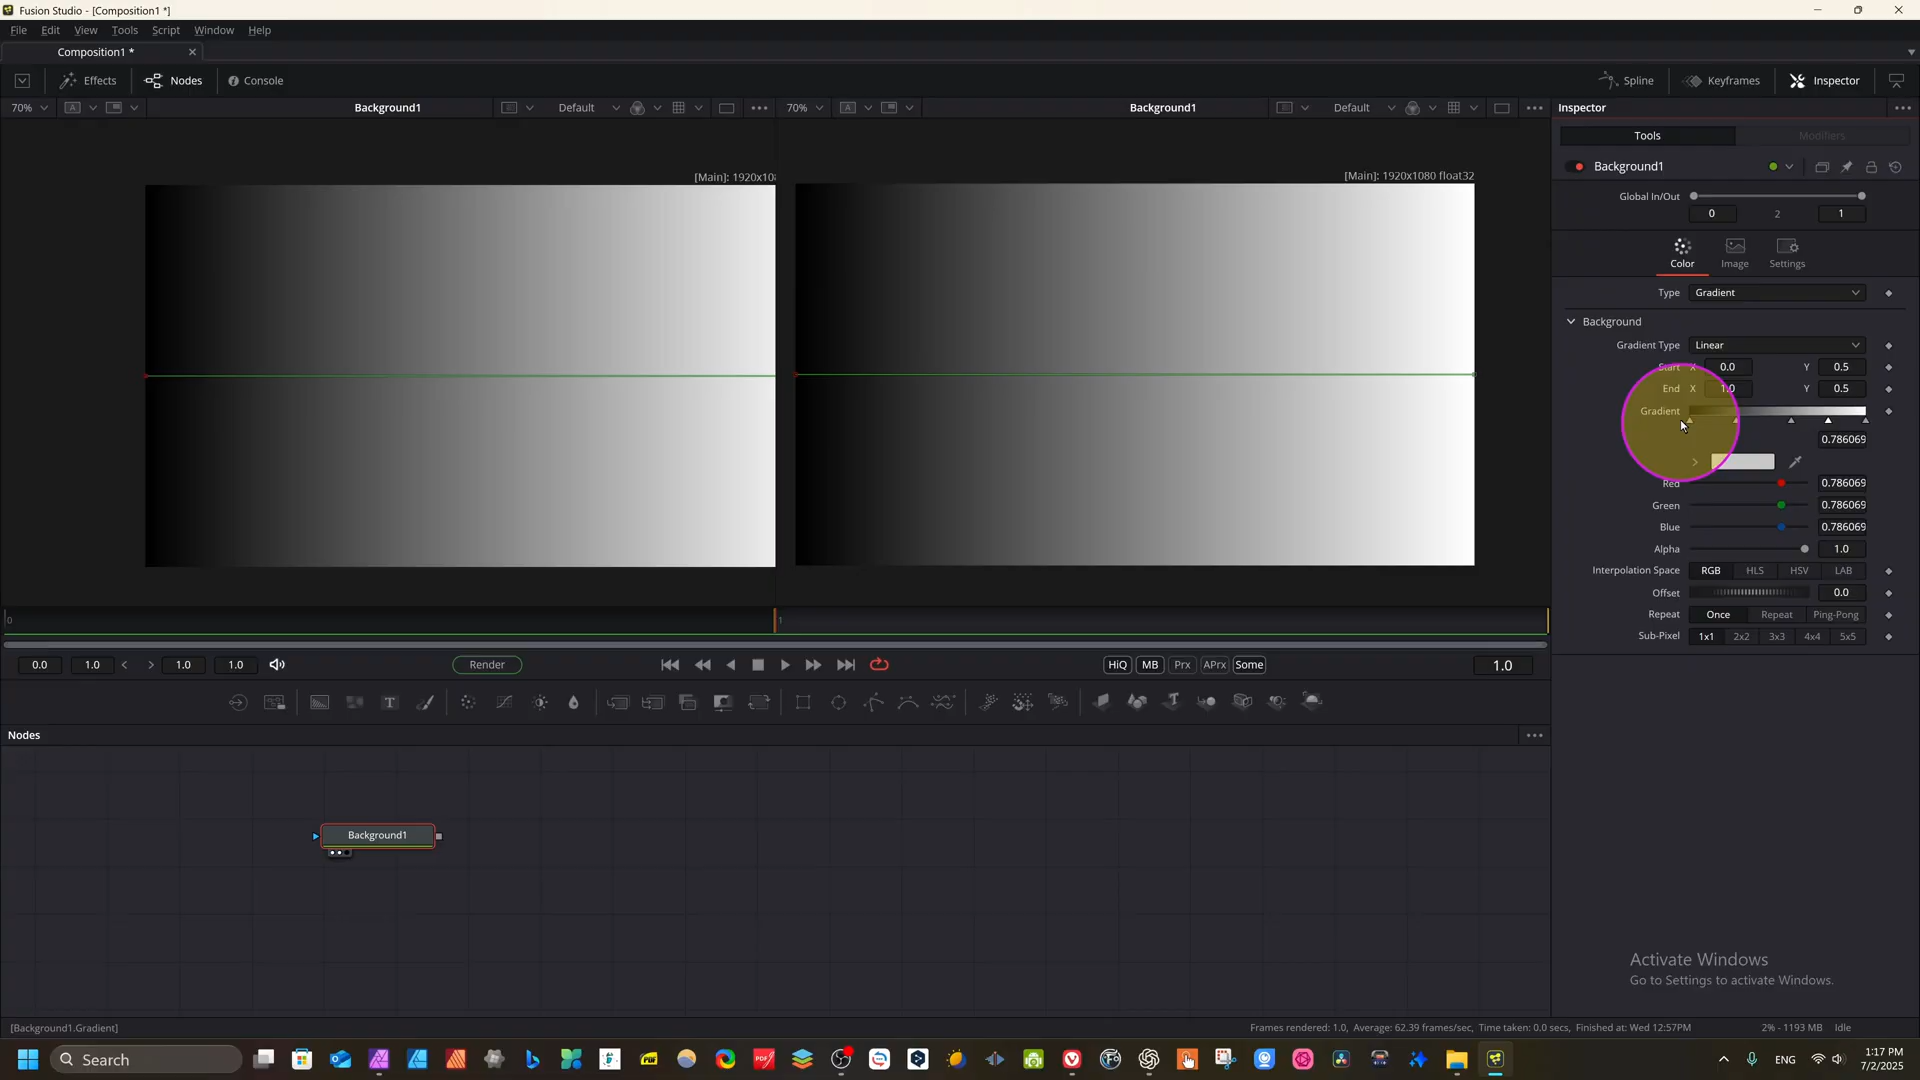 Fusion Studio - [Composition1 *]
File Edit View Tools Script Window Help
Composition1 *
Effects Nodes Console Spline Keyframes Inspector
70% Background1 Default 70% Background1 Default Inspector
Tools Modifiers
Background1
[Main]: 1920x108 [Main]: 1920x1080 float32
Global In/Out
0 2 1
Color Image Settings
Type Gradient
Background
Gradient Type Linear
Start X 0.0 Y 0.5
End X 1.0 Y 0.5
Gradient
0.786069
Red 0.786069
Green 0.786069
Blue 0.786069
Alpha 1.0
Interpolation Space RGB HLS HSV LAB
Offset 0.0
Repeat Once Repeat Ping-Pong
Sub-Pixel 1x1 2x2 3x3 4x4 5x5
0 1
0.0 1.0 1.0 1.0 Render HiQ MB Prx APrx Some 1.0
Nodes
Background1
Activate Windows
Go to Settings to activate Windows.
[Background1.Gradient] Frames rendered: 1.0, Average: 62.39 frames/sec, Time taken: 0.0 secs, Finished at: Wed 12:57PM 2% - 1193 MB Idle
Search ENG 1:17 PM
7/2/2025